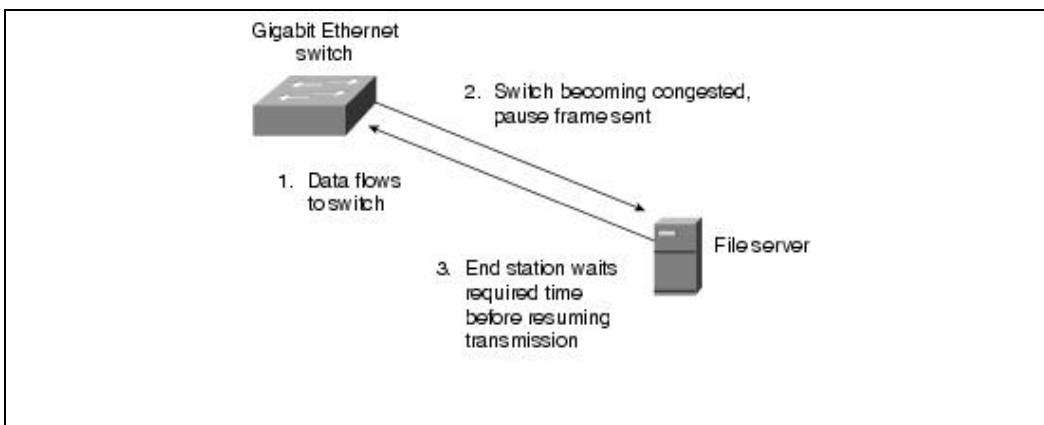 Gigabit Ethernet
switch
2. Switch becoming congested,
pause frame sent
1. Data flows
to switch
File server
3. End station waits
required time
before resuming
transmission